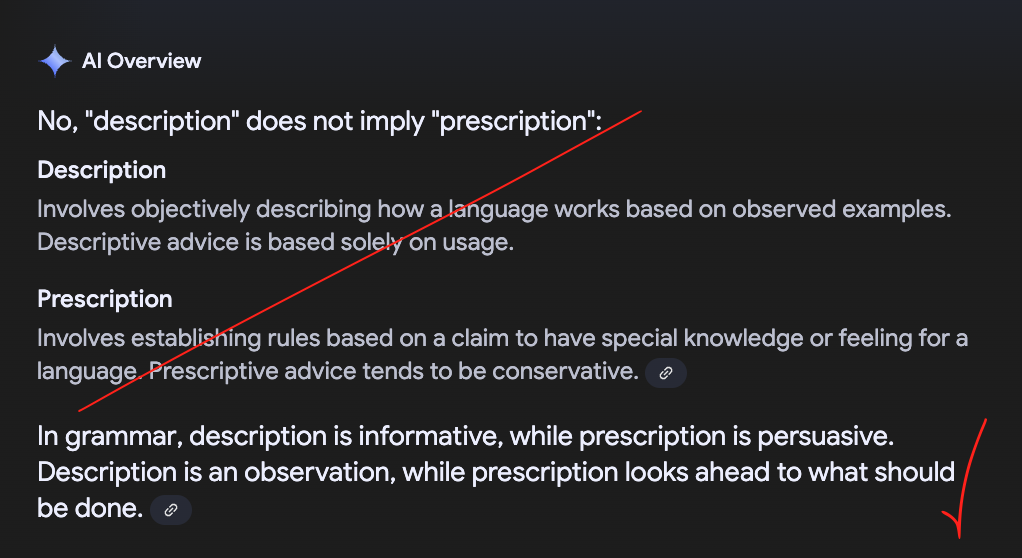 AI Overview
No, "description" does not imply "prescription":
Description
Involves objectively describing how a language works based on observed examples.
Descriptive advice is based solely on usage.
Prescription
Involves establishing rules based on a claim to have special knowledge or feeling for a
language. Prescriptive advice tends to be conservative.
In grammar, description is informative, while prescription is persuasive.
Description is an observation, while prescription looks ahead to what should
be done.